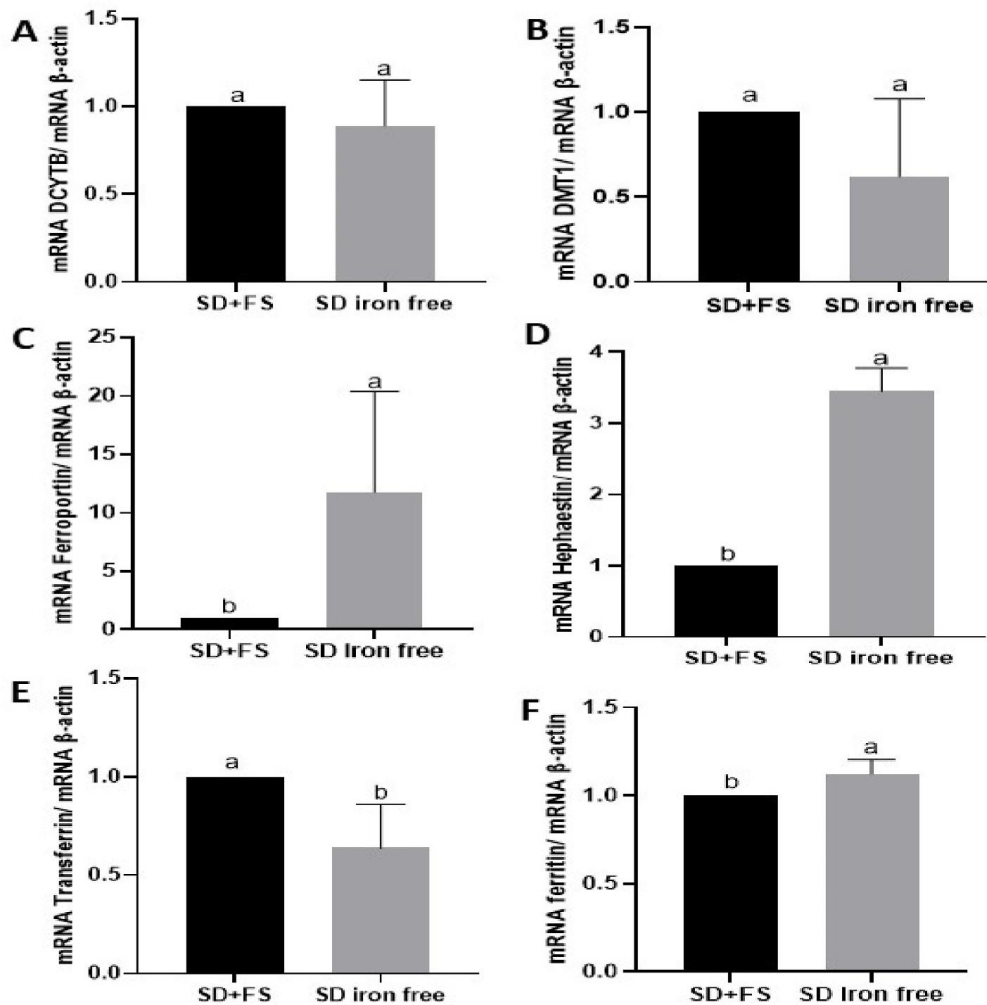 A
mRNA DCYTB/ mRNA β-actin
1.5
1.0
0.5
0.0
a
a
SD+FS
SD iron free
B
mRNA DMT1/ mRNA β-actin
1.5
1.0
0.5
0.0
a
a
SD+FS
SD iron free
C
mRNA Ferroportin/ mRNA β-actin
25
20
15
10
5
0
b
a
SD+FS
SD Iron free
D
mRNA Hephaestin/ mRNA β-actin
4
3
2
1
0
b
a
SD+FS
SD iron free
E
mRNA Transferrin/ mRNA β-actin
1.5
1.0
0.5
0.0
a
b
SD+FS
SD iron free
F
mRNA ferritin/ mRNA β-actin
1.5
1.0
0.5
0.0
b
a
SD+FS
SD Iron free